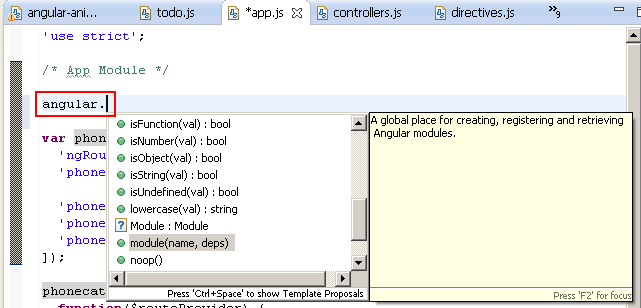 angular-ani... todo.js *app.js controllers.js directives.js »9
'use strict';
/* App Module */
angular.
isFunction(val) : bool
isNumber(val) : bool
isObject(val) : bool
isString(val) : bool
isUndefined(val) : bool
lowercase(val) : string
Module : Module
module(name, deps)
noop()
Press 'Ctrl+Space' to show Template Proposals
A global place for creating, registering and retrieving
Angular modules.
Press 'F2' for focus
var phon
'ngRou
'phone
'phone
'phone
'phone
]);
phonecat